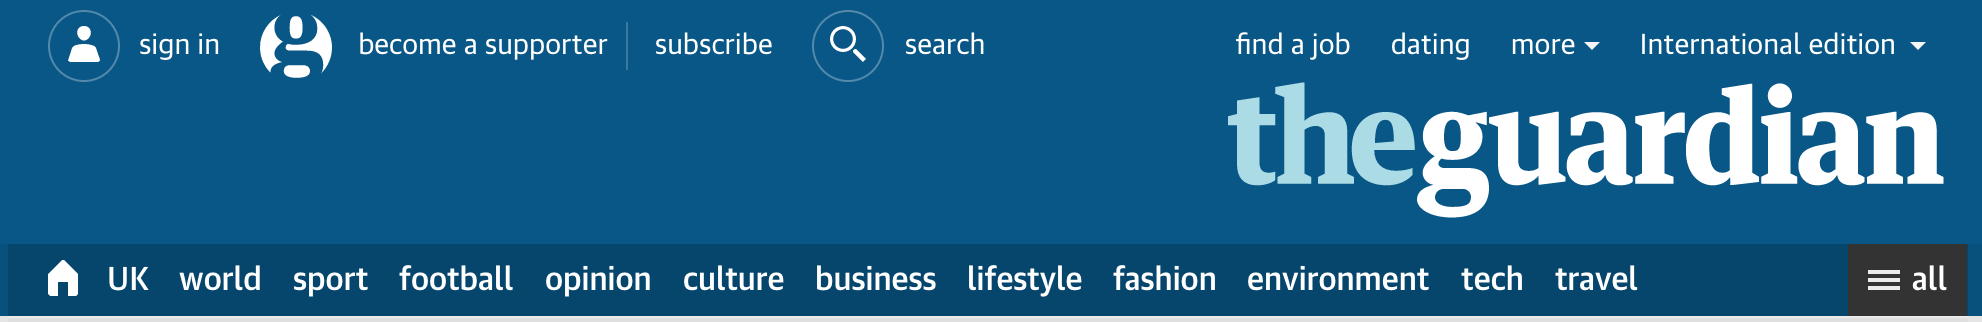 sign in become a supporter subscribe search find a job dating more International edition
theguardian
UK world sport football opinion culture business lifestyle fashion environment tech travel all